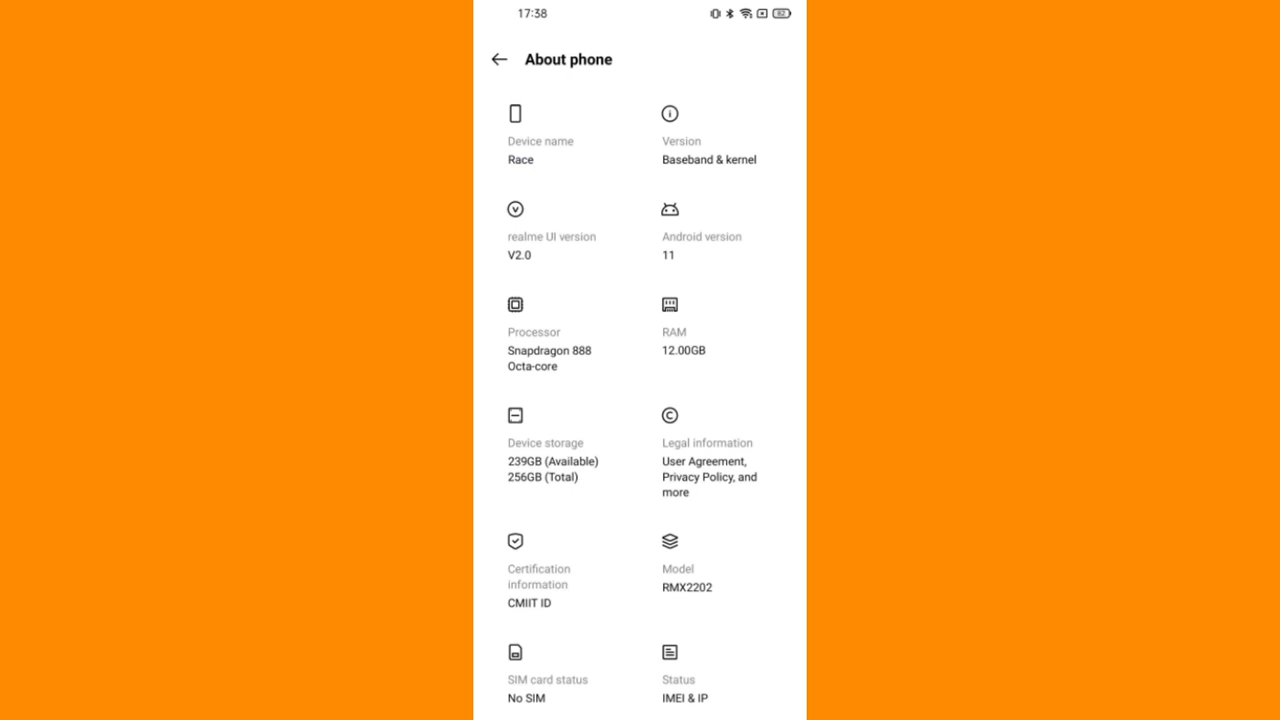 17:38
82
About phone
Device name
Race
Version
Baseband & kernel
realme UI version
V2.0
Android version
11
Processor
Snapdragon 888
Octa-core
RAM
12.00GB
Device storage
239GB (Available)
256GB (Total)
Legal information
User Agreement,
Privacy Policy, and
more
Certification
information
CMIIT ID
Model
RMX2202
SIM card status
No SIM
Status
IMEI & IP